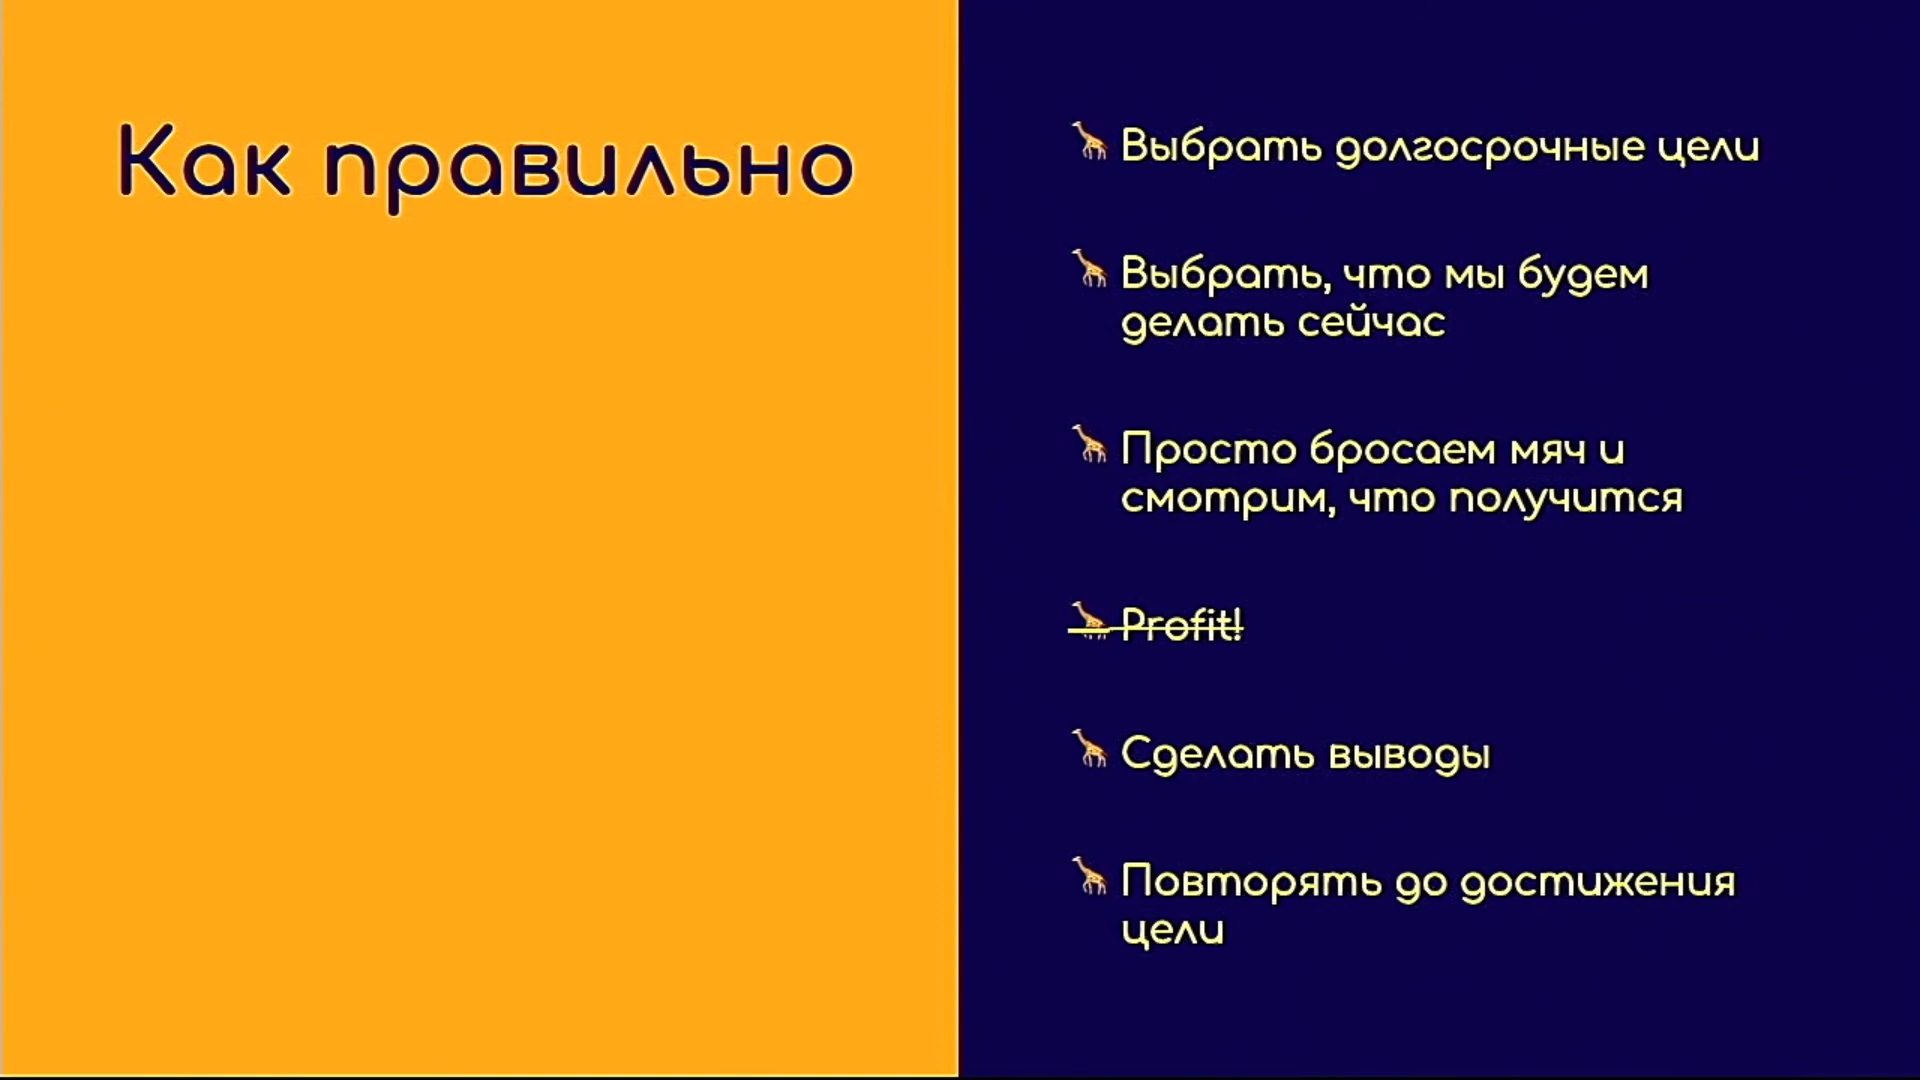 Как правильно
Выбрать долгосрочные цели
Выбрать, что мы будем
делать сейчас
Просто бросаем мяч и
смотрим, что получится
Profit!
Сделать выводы
Повторять до достижения
цели